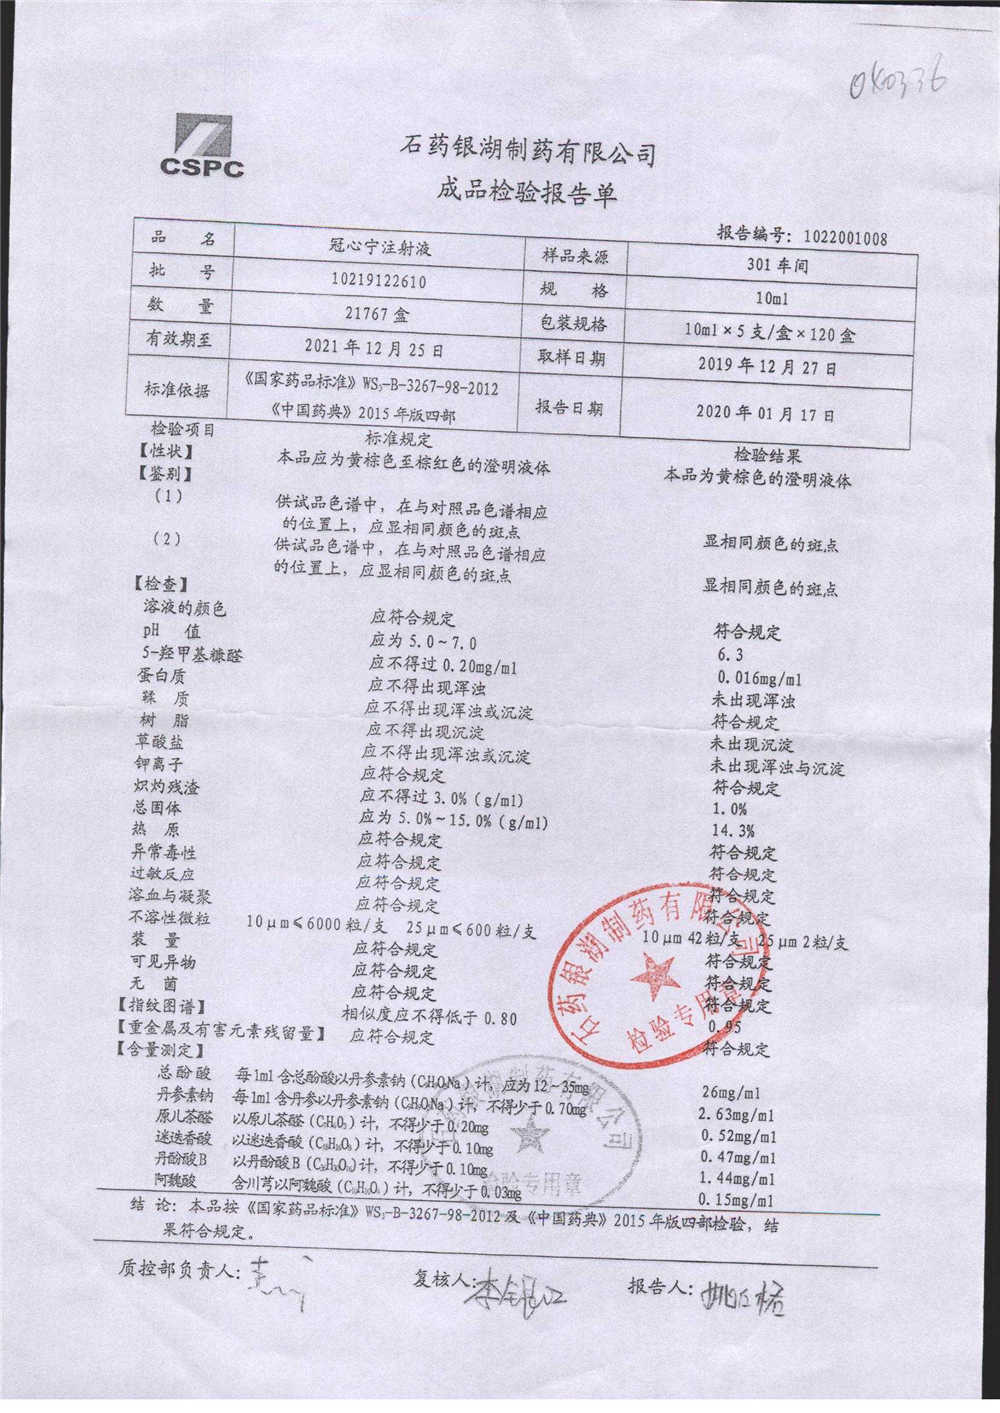 OK0336
CSPC
石药银湖制药有限公司
成品检验报告单
报告编号：1022001008
品 名 冠心宁注射液 样品来源 301车间
批 号 10219122610 规 格 10ml
数 量 21767盒 包装规格 10ml×5支/盒×120盒
有效期至 2021年12月25日 取样日期 2019年12月27日
标准依据 《国家药品标准》WS₃-B-3267-98-2012
《中国药典》2015年版四部 报告日期 2020年01月17日
检验项目 标准规定 检验结果
【性状】 本品应为黄棕色至棕红色的澄明液体 本品为黄棕色的澄明液体
【鉴别】
（1） 供试品色谱中，在与对照品色谱相应
的位置上，应显相同颜色的斑点 显相同颜色的斑点
（2） 供试品色谱中，在与对照品色谱相应
的位置上，应显相同颜色的斑点 显相同颜色的斑点
【检查】
溶液的颜色 应符合规定 符合规定
pH 值 应为5.0~7.0 6.3
5-羟甲基糠醛 应不得过0.20mg/ml 0.016mg/ml
蛋白质 应不得出现浑浊 未出现浑浊
鞣 质 应不得出现浑浊或沉淀 符合规定
树 脂 应不得出现沉淀 未出现沉淀
草酸盐 应不得出现浑浊或沉淀 未出现浑浊与沉淀
钾离子 应符合规定 符合规定
炽灼残渣 应不得过3.0%（g/ml） 1.0%
总固体 应为5.0%~15.0%（g/ml） 14.3%
热 原 应符合规定 符合规定
异常毒性 应符合规定 符合规定
过敏反应 应符合规定 符合规定
溶血与凝聚 应符合规定 符合规定
不溶性微粒 10μm≤6000粒/支 25μm≤600粒/支 10μm 42粒/支 25μm 2粒/支
装 量 应符合规定 符合规定
可见异物 应符合规定 符合规定
无 菌 应符合规定 符合规定
【指纹图谱】 相似度应不得低于0.80 0.95
【重金属及有害元素残留量】 应符合规定 符合规定
【含量测定】
总酚酸 每1ml含总酚酸以丹参素钠 计，应为12~35mg 26mg/ml
丹参素钠 每1ml含丹参以丹参素钠 计，不得少于0.70mg 2.63mg/ml
原儿茶醛 以原儿茶醛 计，不得少于0.20mg 0.52mg/ml
迷迭香酸 以迷迭香酸 计，不得少于0.10mg 0.47mg/ml
丹酚酸B 以丹酚酸B 计，不得少于0.10mg 1.44mg/ml
阿魏酸 含川芎以阿魏酸 计，不得少于0.03mg 0.15mg/ml
结 论：本品按《国家药品标准》WS₃-B-3267-98-2012及《中国药典》2015年版四部检验，结
果符合规定。
质控部负责人： 复核人： 报告人：
石药银湖制药有限公司
检验专用章
制药有限公司
检验专用章